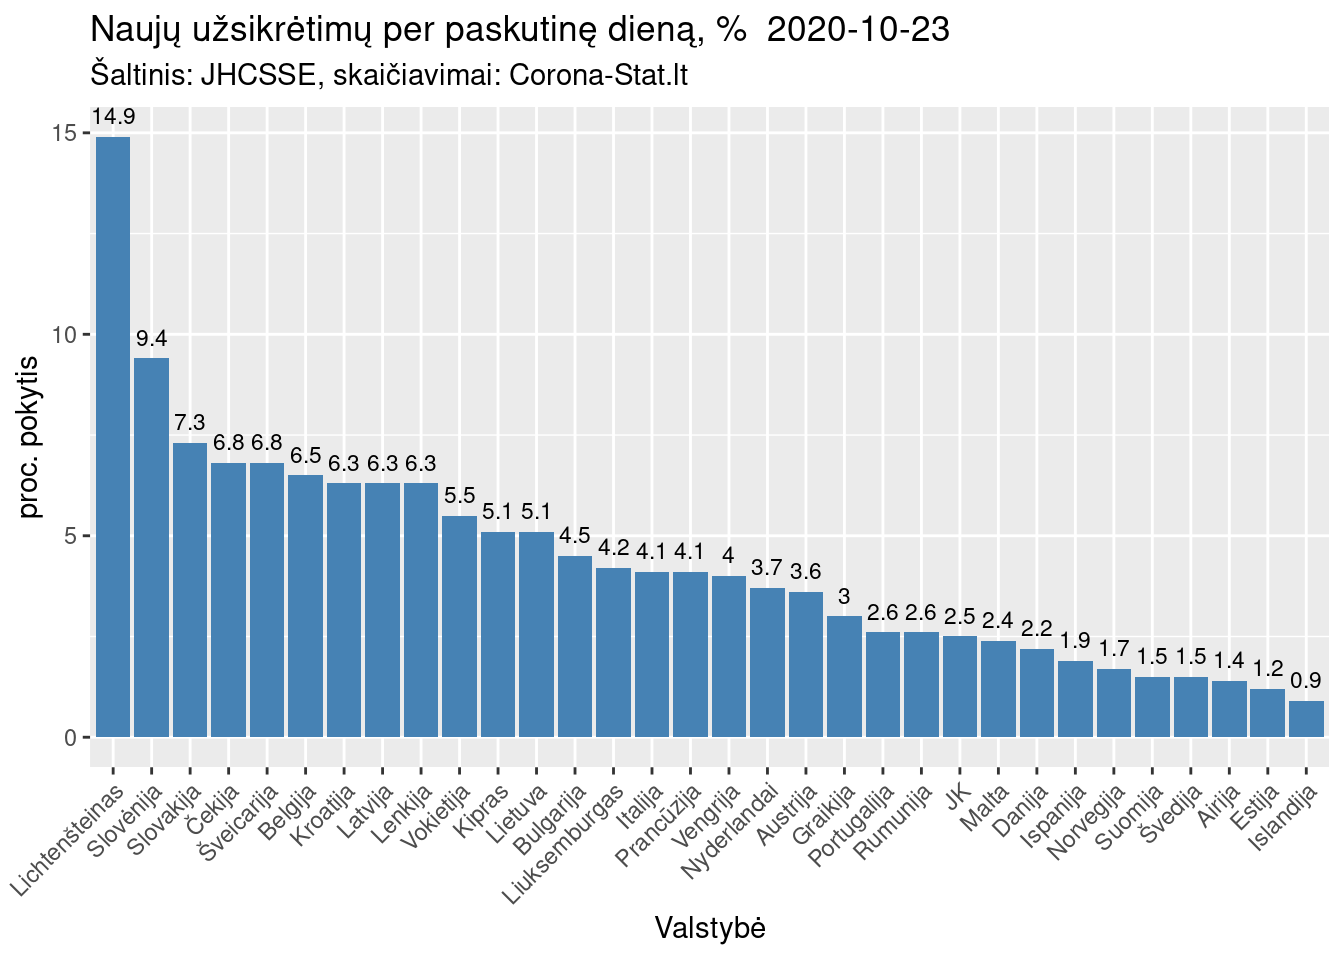 Naujų užsikrėtimų per paskutinę dieną, %  2020-10-23
Šaltinis: JHCSSE, skaičiavimai: Corona-Stat.lt
proc. pokytis
15
10
5
0
14.9
9.4
7.3
6.8
6.8
6.5
6.3
6.3
6.3
5.5
5.1
5.1
4.5
4.2
4.1
4.1
4
3.7
3.6
3
2.6
2.6
2.5
2.4
2.2
1.9
1.7
1.5
1.5
1.4
1.2
0.9
Lichtenšteinas
Slovėnija
Slovakija
Čekija
Šveicarija
Belgija
Kroatija
Latvija
Lenkija
Vokietija
Kipras
Lietuva
Bulgarija
Liuksemburgas
Italija
Prancūzija
Vengrija
Nyderlandai
Austrija
Graikija
Portugalija
Rumunija
JK
Malta
Danija
Ispanija
Norvegija
Suomija
Švedija
Airija
Estija
Islandija
Valstybė